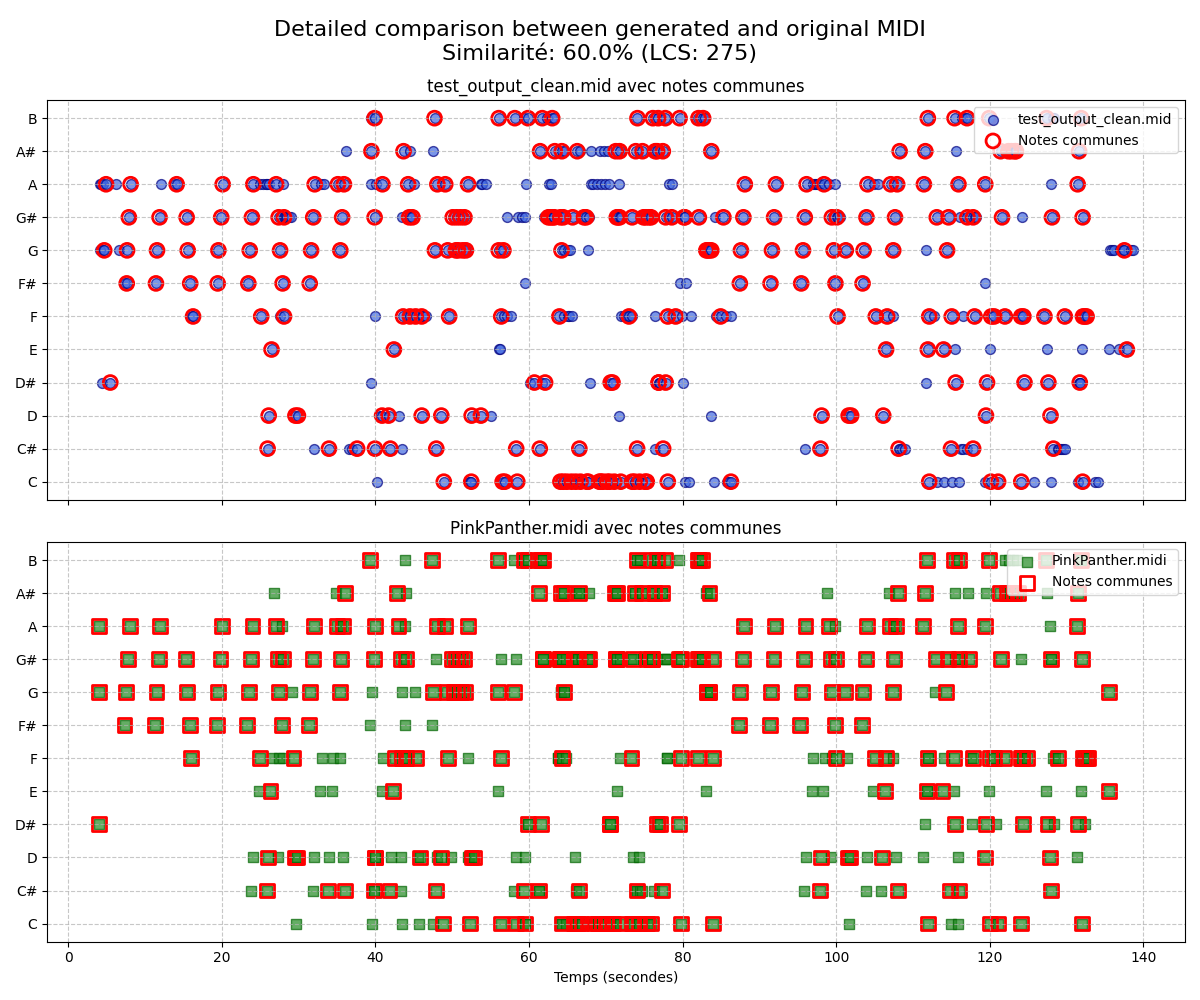 Detailed comparison between generated and original MIDI
Similarité: 60.0% (LCS: 275)
test_output_clean.mid avec notes communes
B
A#
A
G#
G
F#
F
E
D#
D
C#
C
test_output_clean.mid
Notes communes
PinkPanther.midi avec notes communes
B
A#
A
G#
G
F#
F
E
D#
D
C#
C
PinkPanther.midi
Notes communes
0 20 40 60 80 100 120 140
Temps (secondes)